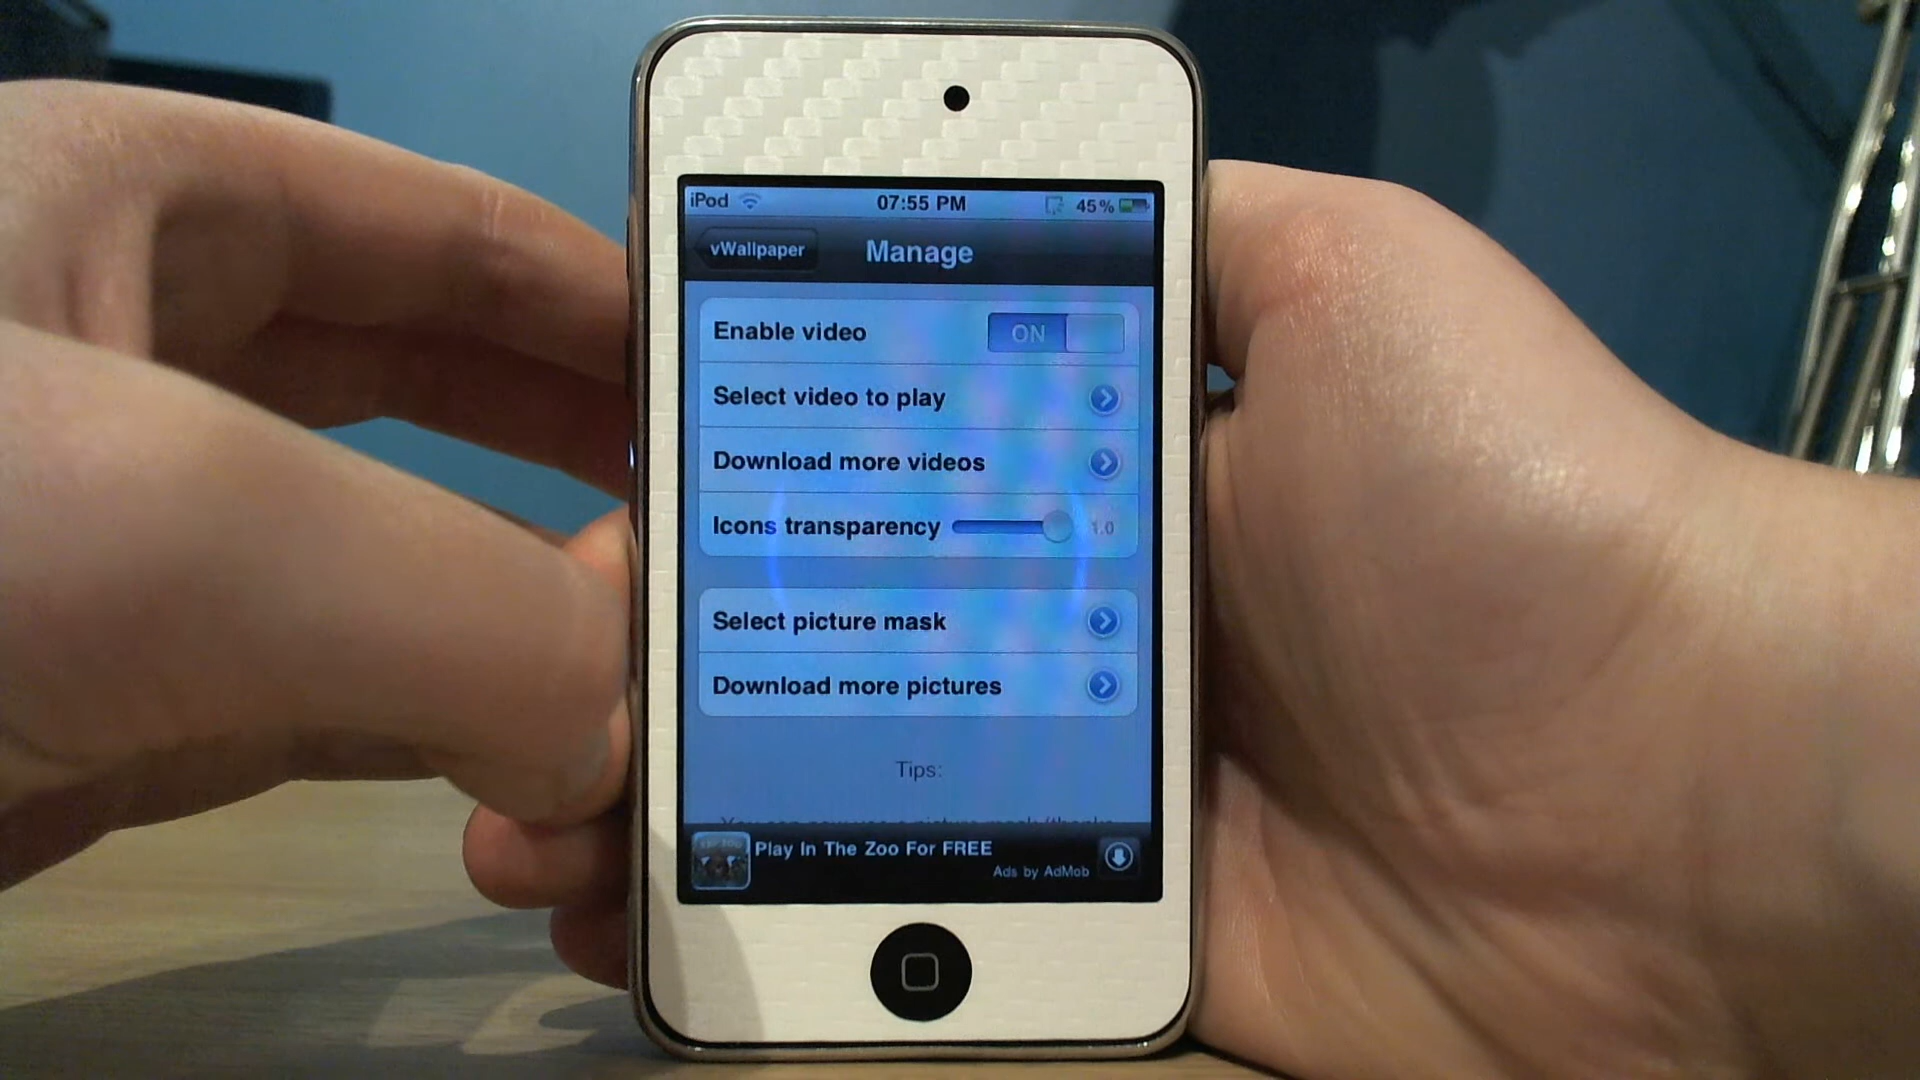 iPod 07:55 PM 45%
vWallpaper Manage
Enable video ON
Select video to play
Download more videos
Icons transparency 1.0
Select picture mask
Download more pictures
Tips:
Play In The Zoo For FREE
Ads by AdMob